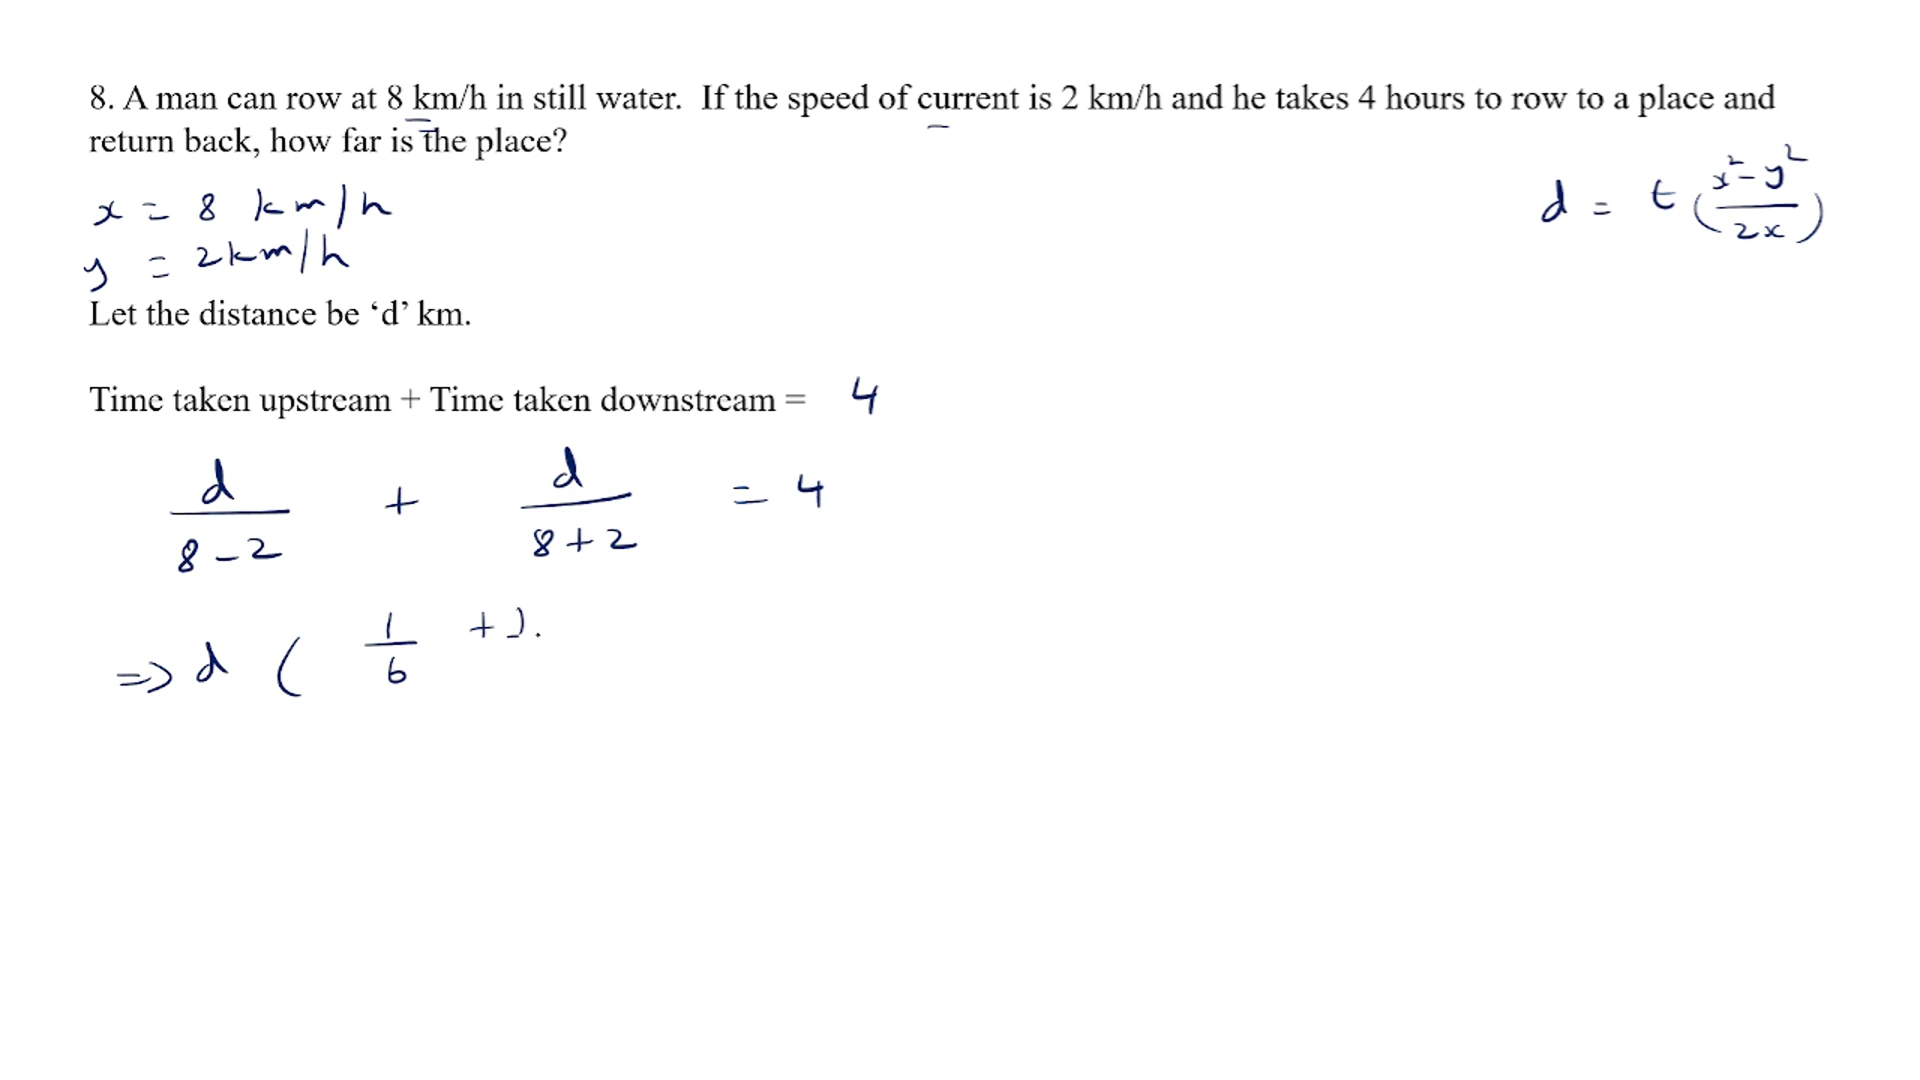 8. A man can row at 8 km/h in still water. If the speed of current is 2 km/h and he takes 4 hours to row to a place and
return back, how far is the place?
d = t (x² - y² / 2x)
x = 8 km/h
y = 2km/h
Let the distance be ‘d’ km.
Time taken upstream + Time taken downstream = 4
d / 8 - 2 + d / 8 + 2 = 4
=> d ( 1 / 6 +